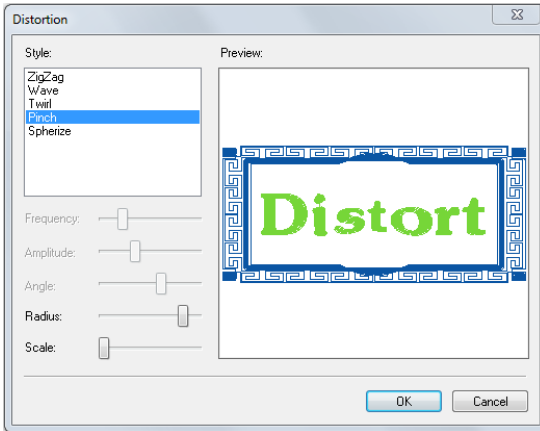 Distortion
Style:
Preview:
ZigZag
Wave
Twirl
Pinch
Spherize
Distort
Frequency:
Amplitude:
Angle:
Radius:
Scale:
OK
Cancel